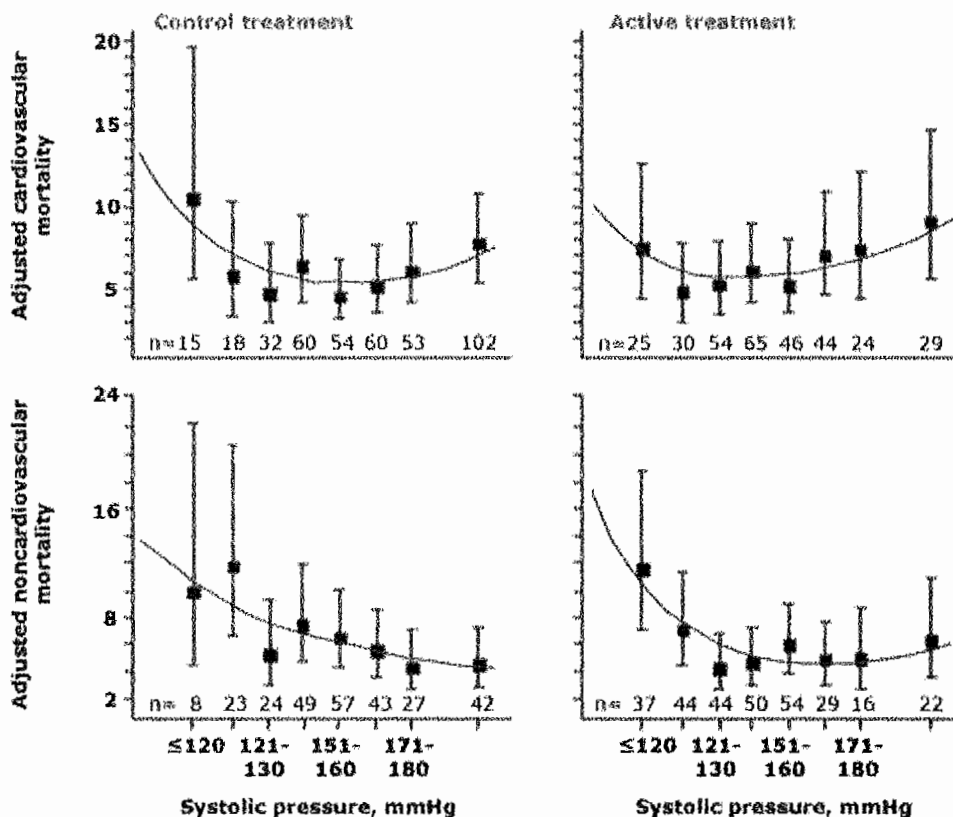 Control treatment
Active treatment
Adjusted cardiovascular
mortality
20
15
10
5
n=15 18 32 60 54 60 53 102
n=25 30 54 65 46 44 24 29
Adjusted noncardiovascular
mortality
24
16
8
2
n= 8 23 24 49 57 43 27 42
n= 37 44 44 50 54 29 16 22
≤120 121- 151- 171-
130 160 180
≤120 121- 151- 171-
130 160 180
Systolic pressure, mmHg
Systolic pressure, mmHg